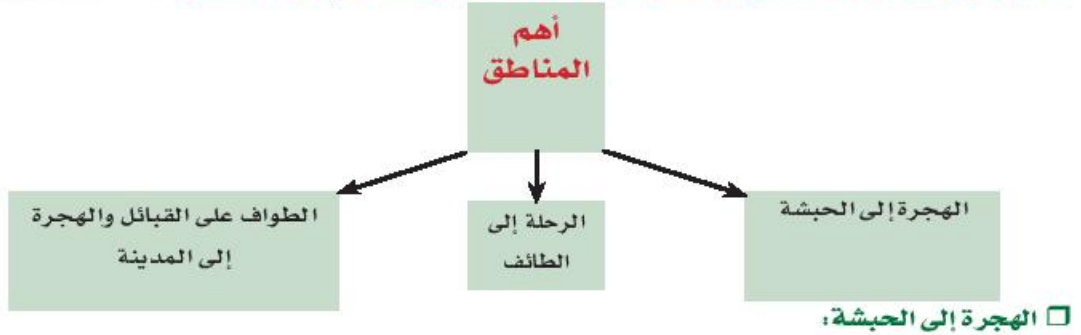 أهم
المناطق
الهجرة إلى الحبشة
الرحلة إلى
الطائف
الطواف على القبائل والهجرة
إلى المدينة
❒ الهجرة إلى الحبشة: